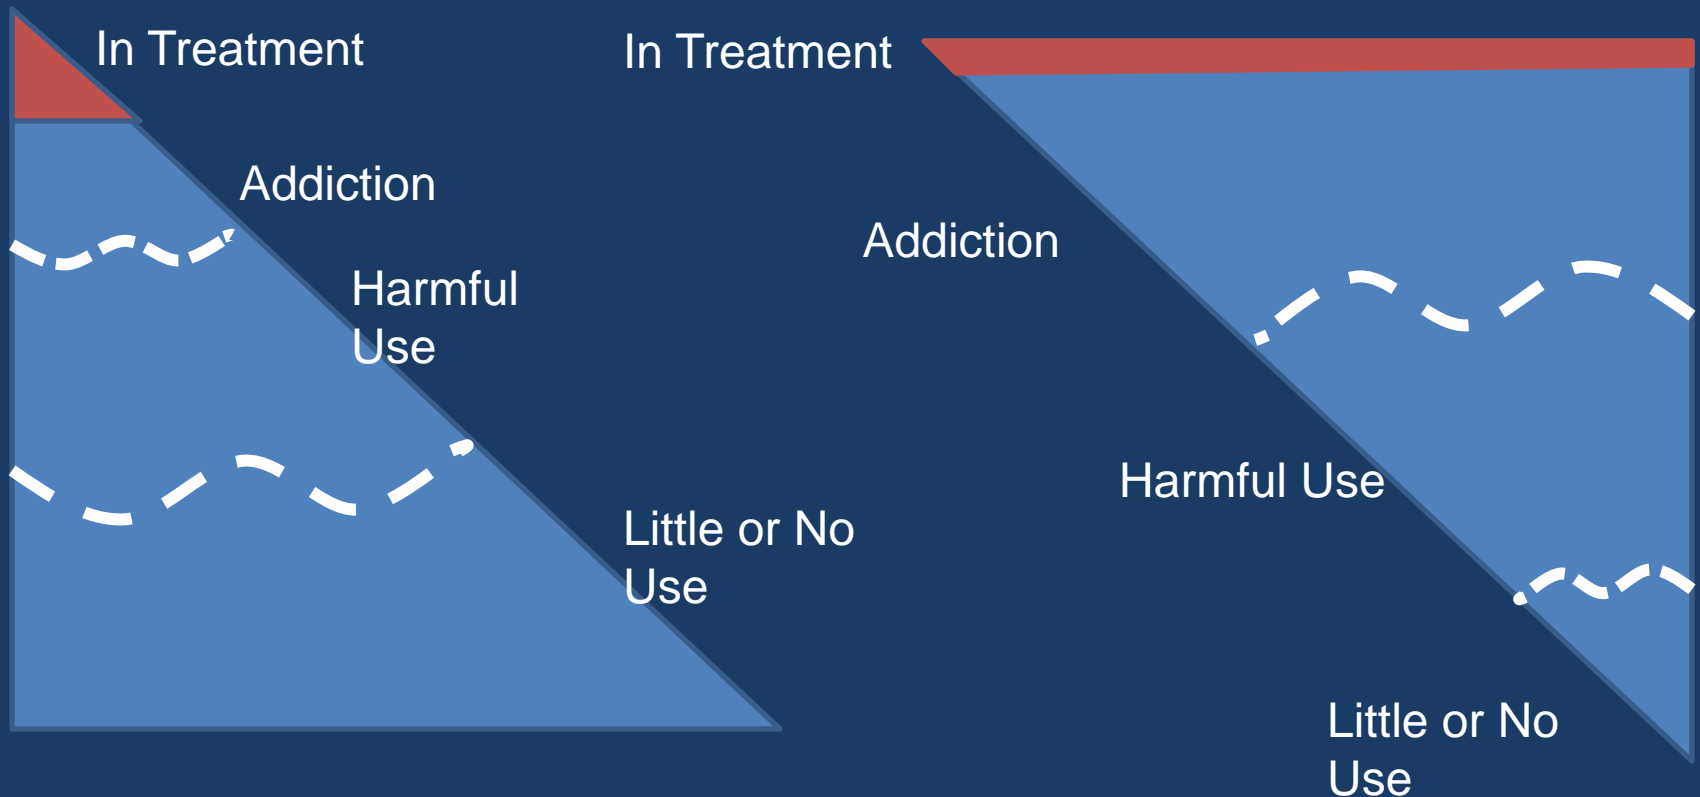 In Treatment
Addiction
Harmful
Use
Little or No
Use
In Treatment
Addiction
Harmful Use
Little or No
Use